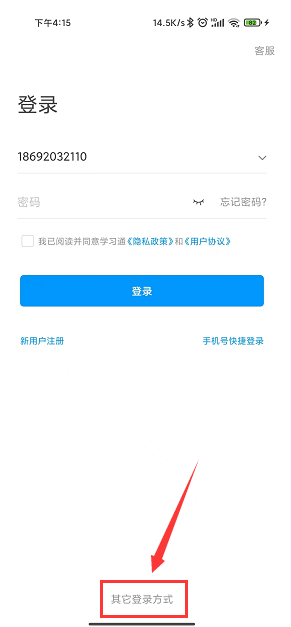 下午4:15 14.5K/s HD 82
客服
登录
18692032110
密码 忘记密码?
我已阅读并同意学习通《隐私政策》和《用户协议》
登录
新用户注册 手机号快捷登录
其它登录方式